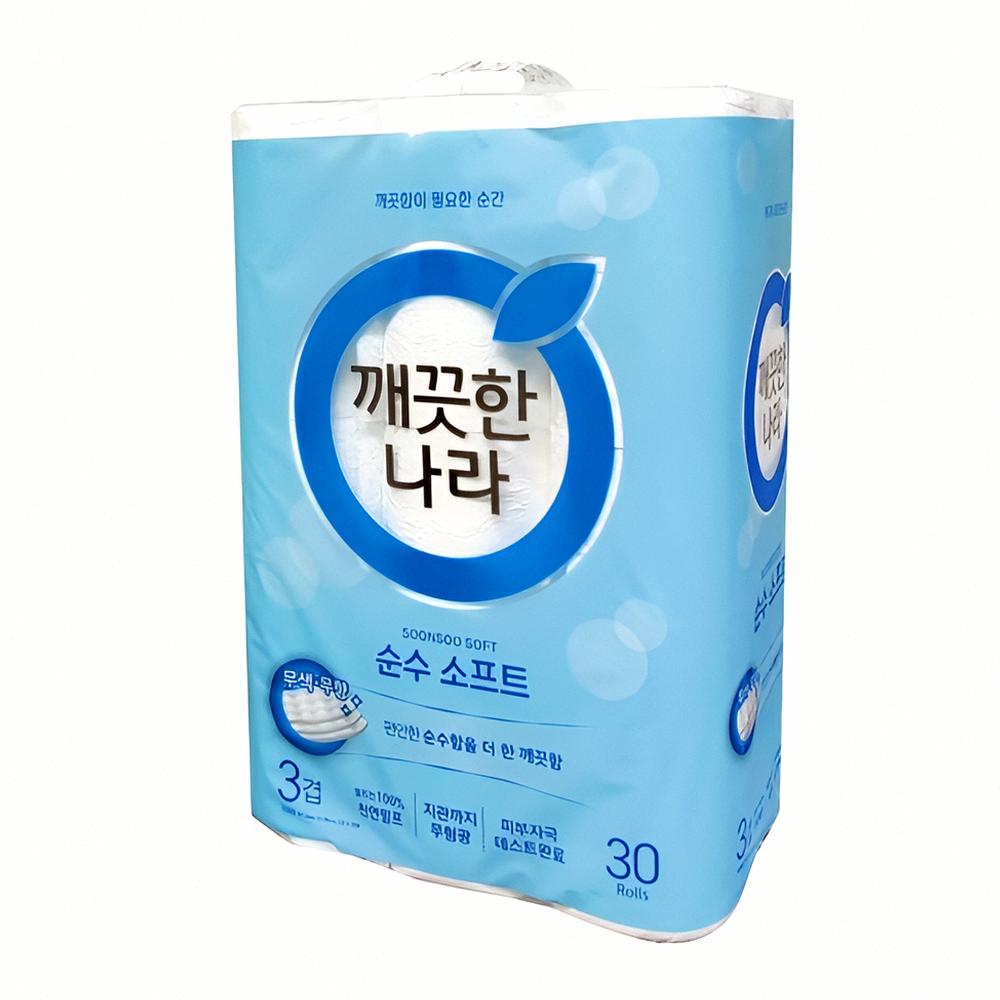 깨끗함이 필요한 순간
깨끗한
나라
SOONSOO SOFT
순수 소프트
무색·무향
편안한 순수함을 더 한 깨끗함
3겹
100%
천연펄프
지관까지
무형광
피부자극
테스트완료
30
Rolls
깨끗한
나라
순수 소프트